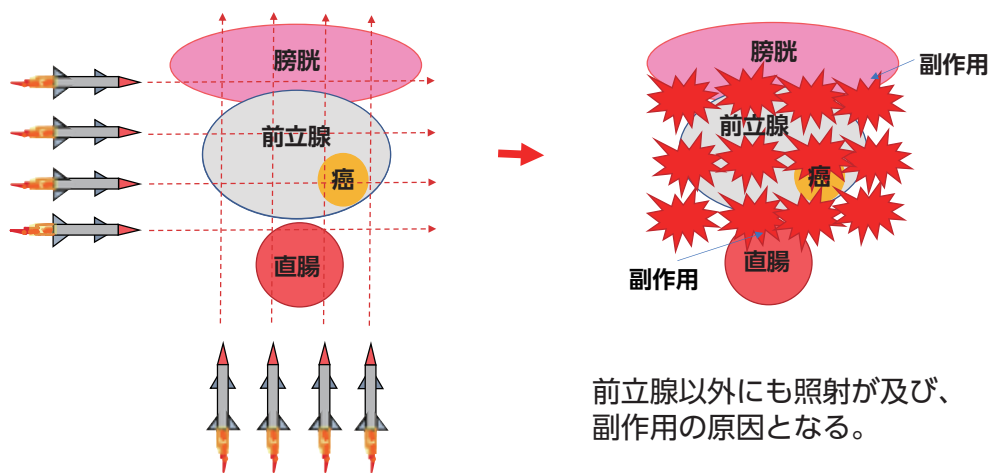 膀胱
前立腺
癌
直腸
膀胱
副作用
前立腺
癌
直腸
副作用
前立腺以外にも照射が及び、
副作用の原因となる。